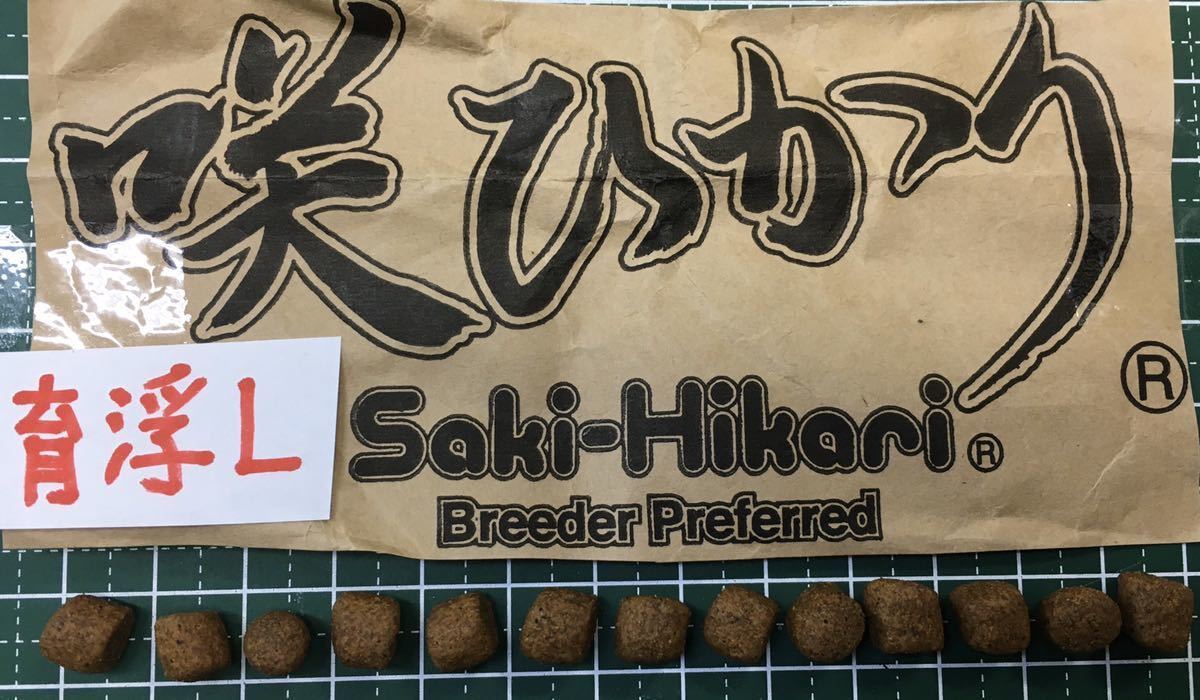 咲ひかり®
育浮L
Saki-Hikari®
Breeder Preferred